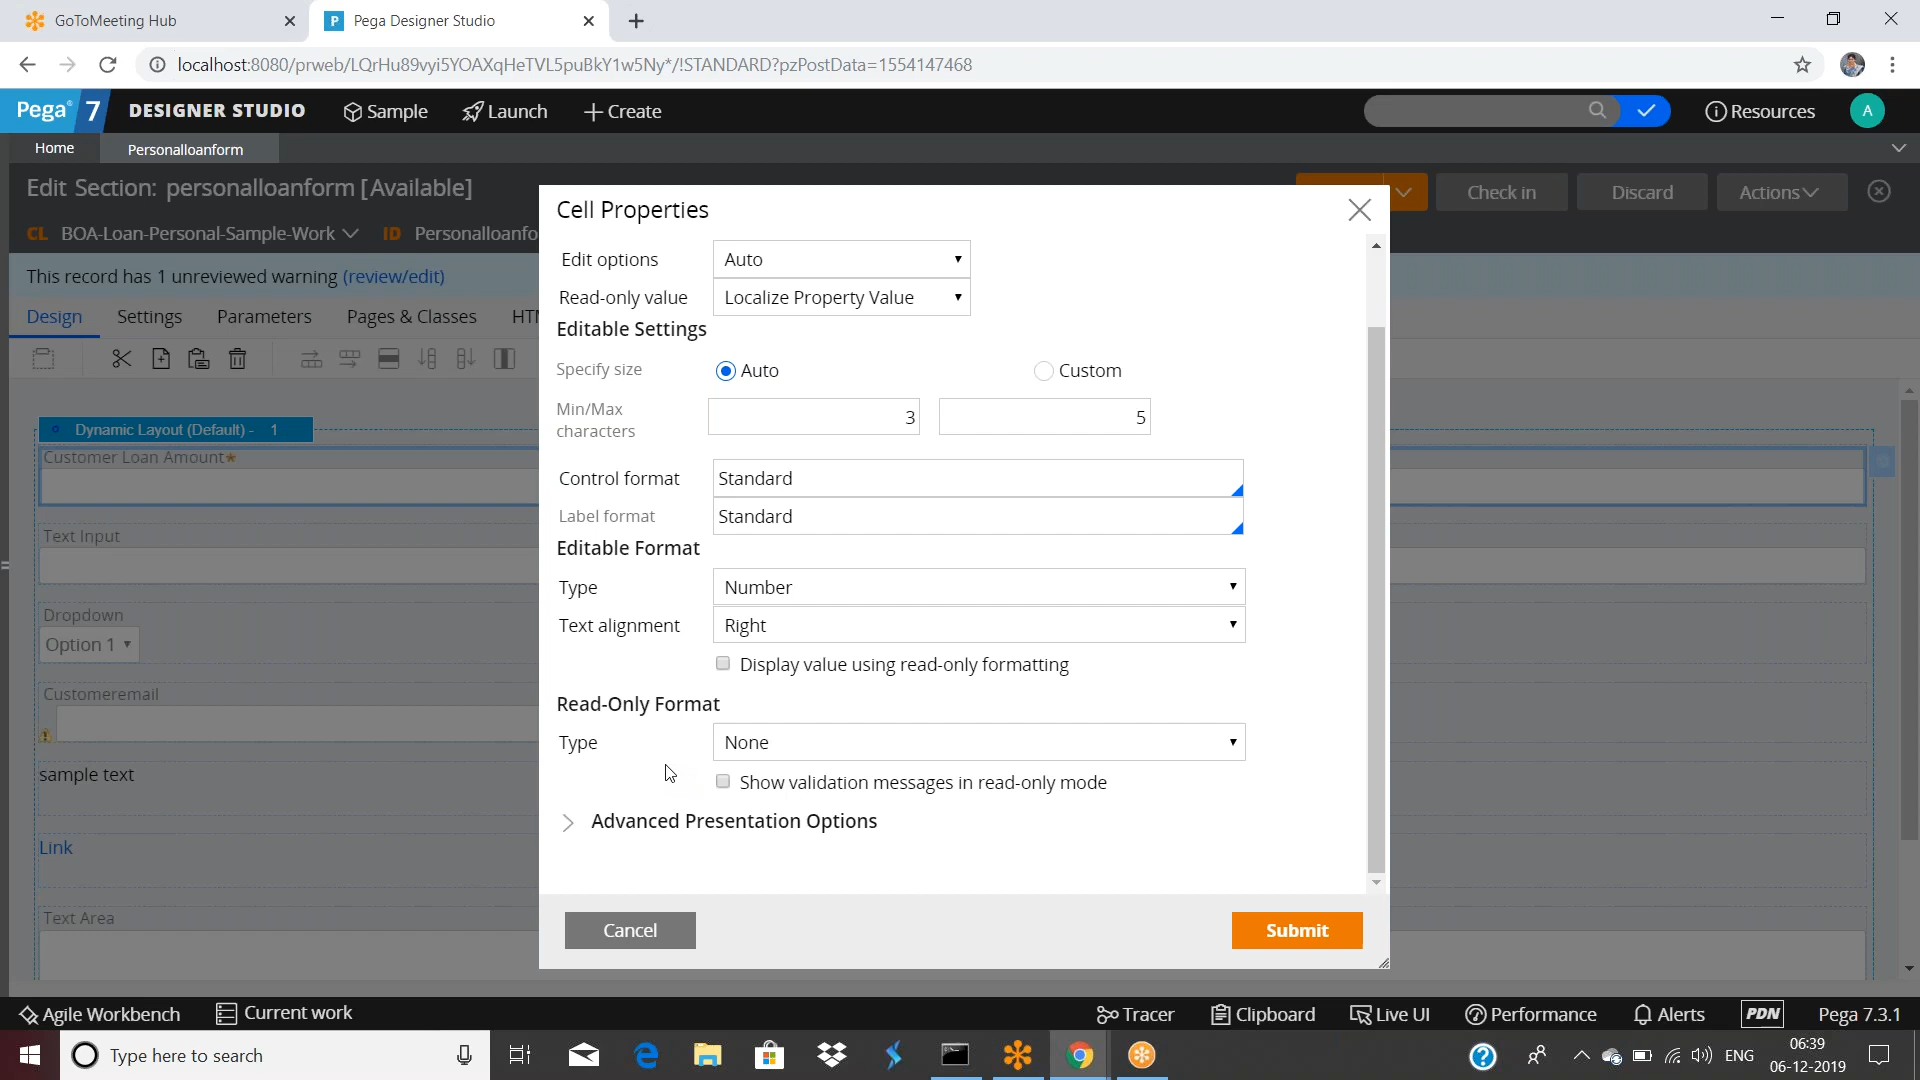 GoToMeeting Hub
P Pega Designer Studio
localhost:8080/prweb/LQrHu89vyi5YOAXqHeTVL5puBkY1w5Ny*/!STANDARD?pzPostData=1554147468
Pega 7 DESIGNER STUDIO Sample Launch Create Resources A
Home Personalloanform
Edit Section: personalloanform [Available]
Check in Discard Actions
CL BOA-Loan-Personal-Sample-Work ID Personalloanfo
This record has 1 unreviewed warning (review/edit)
Design Settings Parameters Pages & Classes HT
Dynamic Layout (Default) - 1
Customer Loan Amount*
Text Input
Dropdown
Option 1
Customeremail
sample text
Link
Text Area
Cell Properties
Edit options Auto
Read-only value Localize Property Value
Editable Settings
Specify size Auto Custom
Min/Max
characters 3 5
Control format Standard
Label format Standard
Editable Format
Type Number
Text alignment Right
Display value using read-only formatting
Read-Only Format
Type None
Show validation messages in read-only mode
Advanced Presentation Options
Cancel Submit
Agile Workbench Current work Tracer Clipboard Live UI Performance Alerts PDN Pega 7.3.1
Type here to search
ENG
06:39
06-12-2019